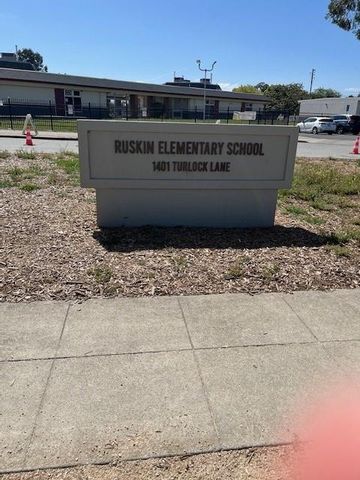 RUSKIN ELEMENTARY SCHOOL
1401 TURLOCK LANE